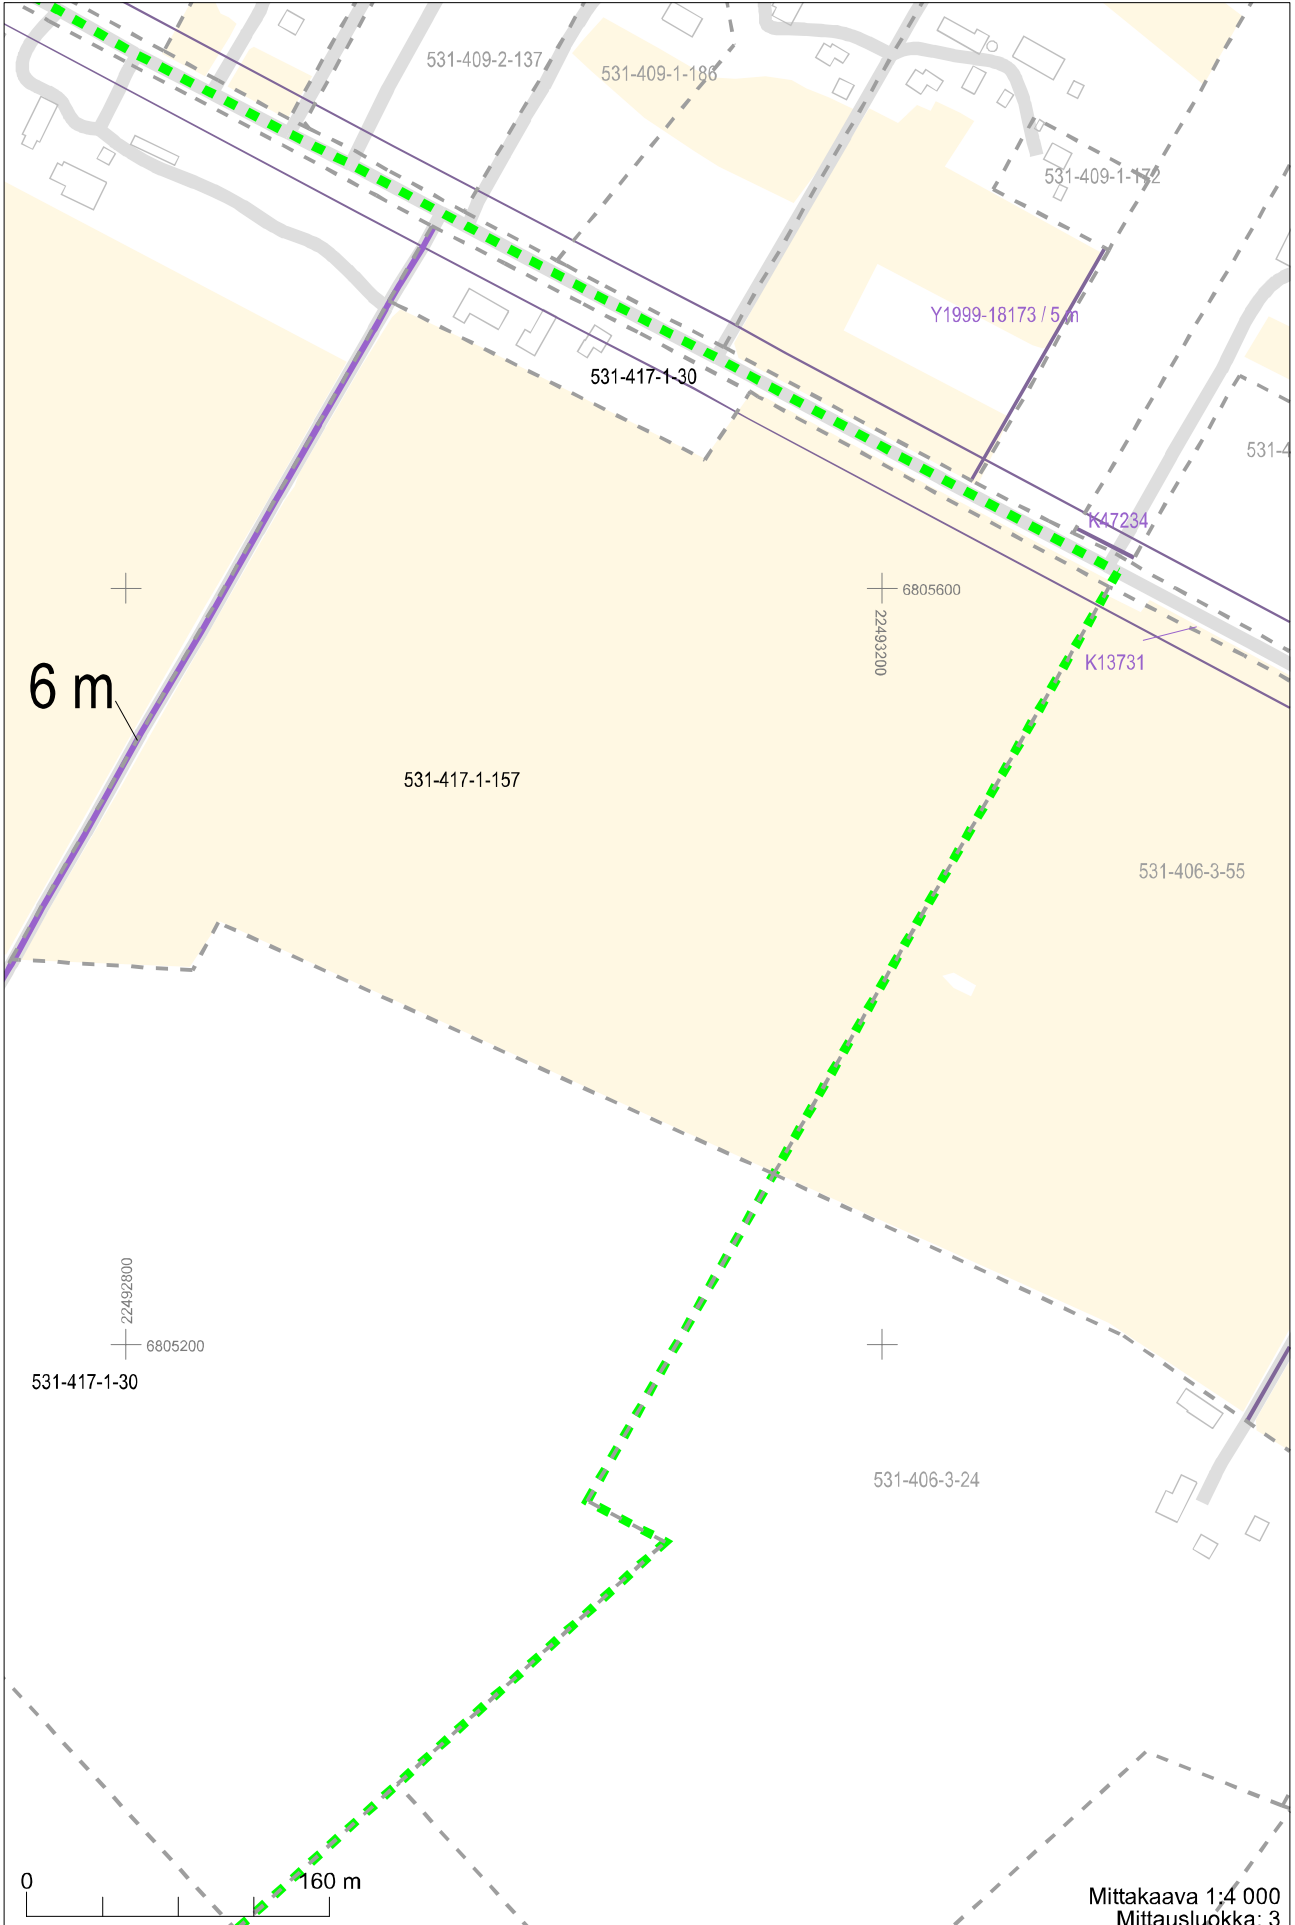 531-409-2-137
531-409-1-186
531-409-1-172
Y1999-18173 / 5 m
531-417-1-30
531-4
K47234
6805600
22493200
K13731
6 m
531-417-1-157
531-406-3-55
22492800
6805200
531-417-1-30
531-406-3-24
0
160 m
Mittakaava 1:4 000
Mittausluokka: 3